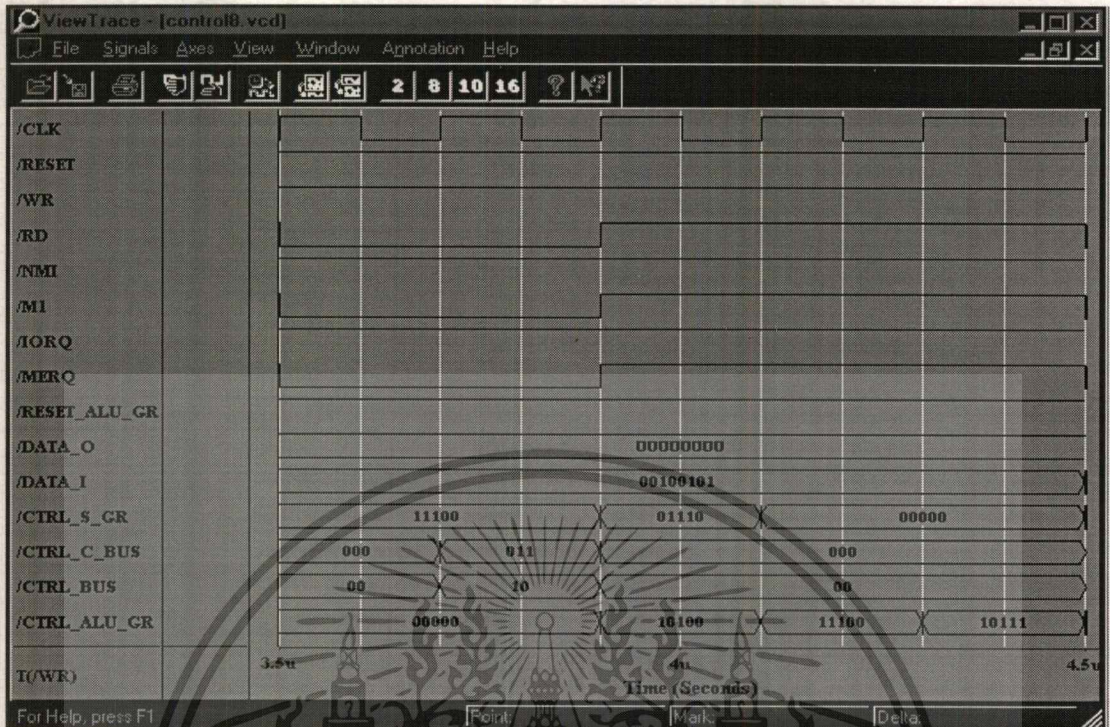 ViewTrace - [control8.vcd]
File Signals Axes View Window Annotation Help
2 8 10 16
/CLK
/RESET
/WR
/RD
/NMI
/M1
/IORQ
/MERQ
/RESET_ALU_GR
/DATA_O 00000000
/DATA_I 00100101
/CTRL_S_GR 11100 01110 00000
/CTRL_C_BUS 000 011 000
/CTRL_BUS 00 10 00
/CTRL_ALU_GR 00000 10100 11100 10111
T(/WR) 3.5u 4u 4.5u
Time (Seconds)
For Help, press F1 Point: Mark: Delta: